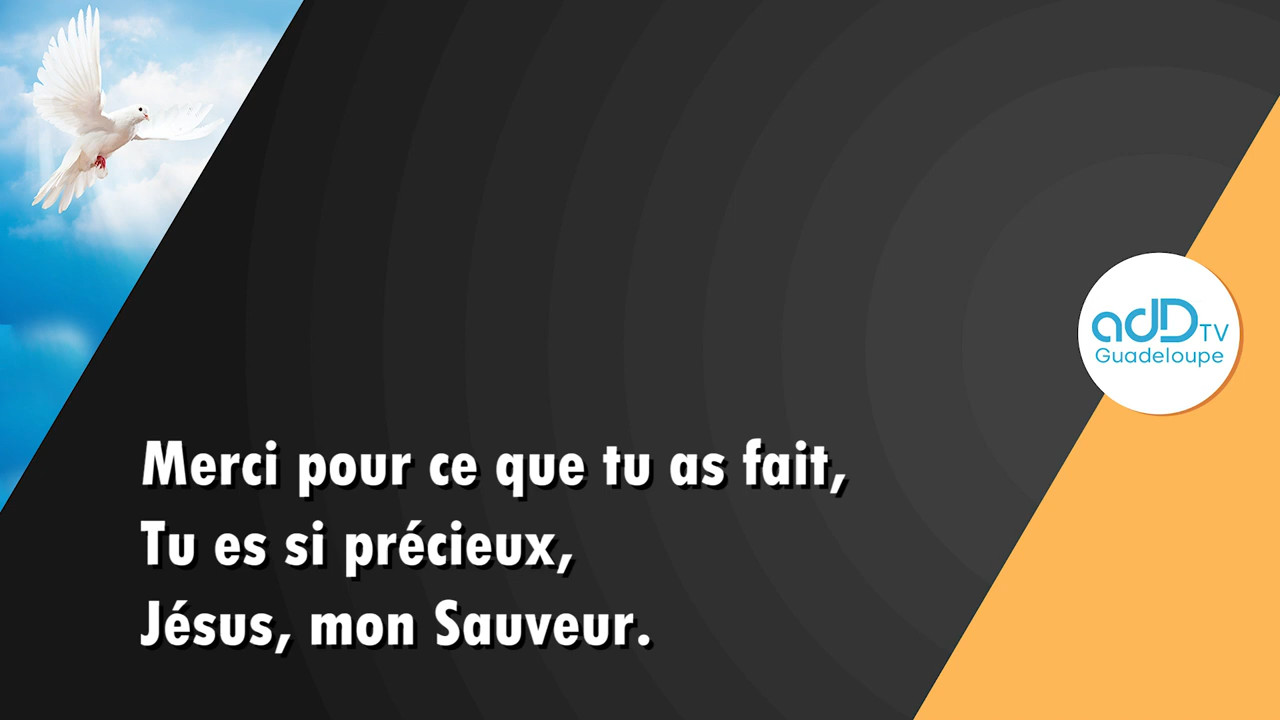 adD TV
Guadeloupe
Merci pour ce que tu as fait,
Tu es si précieux,
Jésus, mon Sauveur.